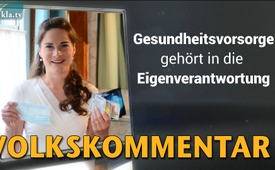 kla.tv
Gesundheitsvorsorge
gehört in die
Eigenverantwortung
VOLKSKOMMENTAR